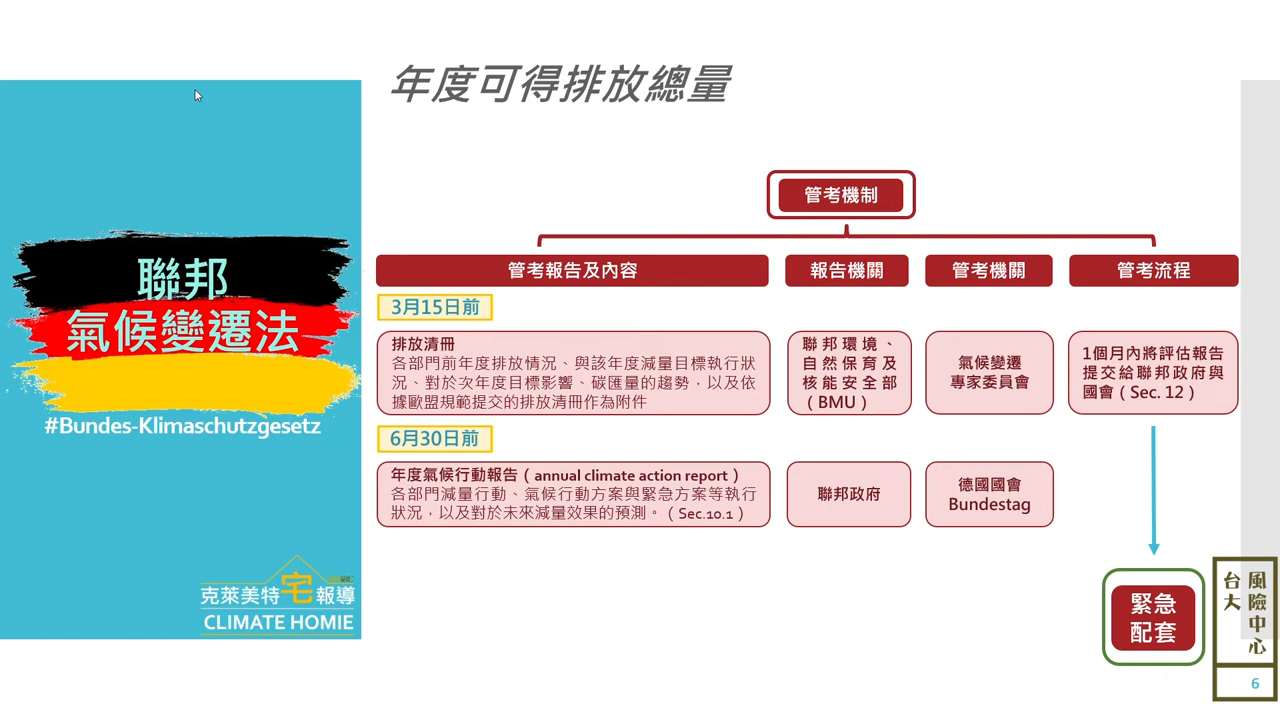 年度可得排放總量
聯邦
氣候變遷法
#Bundes-Klimaschutzgesetz
克萊美特宅報導
CLIMATE HOMIE
管考機制
管考報告及內容
報告機關
管考機關
管考流程
3月15日前
排放清冊
各部門前年度排放情況、與該年度減量目標執行狀
況、對於次年度目標影響、碳匯量的趨勢，以及依
據歐盟規範提交的排放清冊作為附件
聯邦環境、
自然保育及
核能安全部
（BMU）
氣候變遷
專家委員會
1個月內將評估報告
提交給聯邦政府與
國會（Sec. 12）
6月30日前
年度氣候行動報告（annual climate action report）
各部門減量行動、氣候行動方案與緊急方案等執行
狀況，以及對於未來減量效果的預測。（Sec.10.1）
聯邦政府
德國國會
Bundestag
緊急
配套
台大
風險中心
6